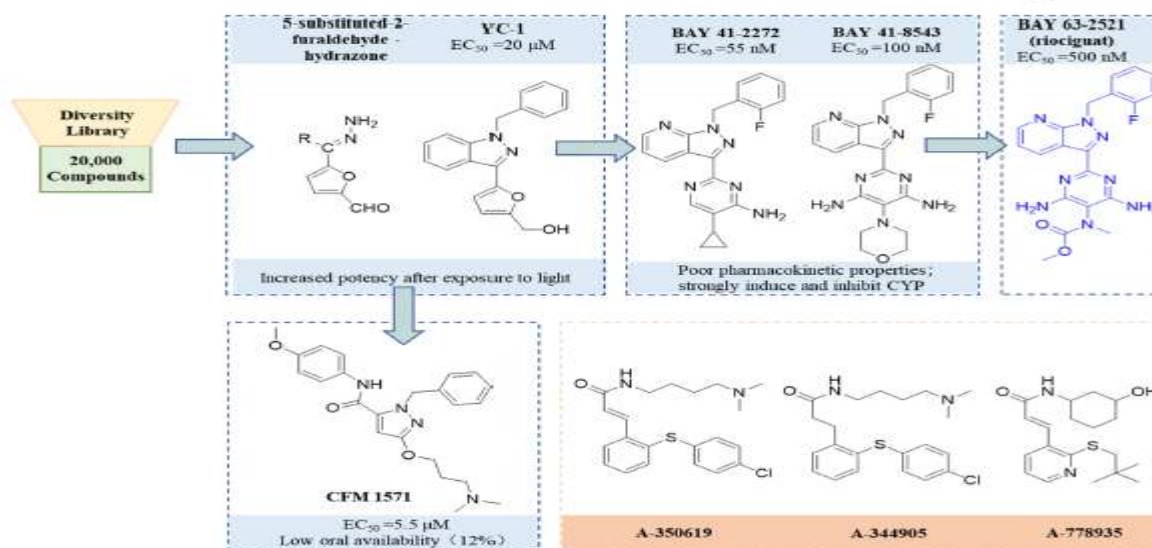 5-substituted-2-
furaldehyde -
hydrazone
YC-1
EC50 =20 μM
BAY 41-2272
EC50 =55 nM
BAY 41-8543
EC50 =100 nM
BAY 63-2521
(riociguat)
EC50 =500 nM
Diversity
Library
20,000
Compounds
NH2
N
R
O
CHO
N
N
O
OH
F
N
N
N
N
N
NH2
F
N
N
N
N
N
H2N
NH2
N
O
F
N
N
N
N
N
H2N
NH
N
O
O
Increased potency after exposure to light
Poor pharmacokinetic properties;
strongly induce and inhibit CYP
O
NH
O
N
N
O
N
CFM 1571
EC50 =5.5 μM
Low oral availability（12%）
H
N
O
N
S
Cl
A-350619
H
N
O
N
S
Cl
A-344905
H
N
OH
O
S
N
A-778935